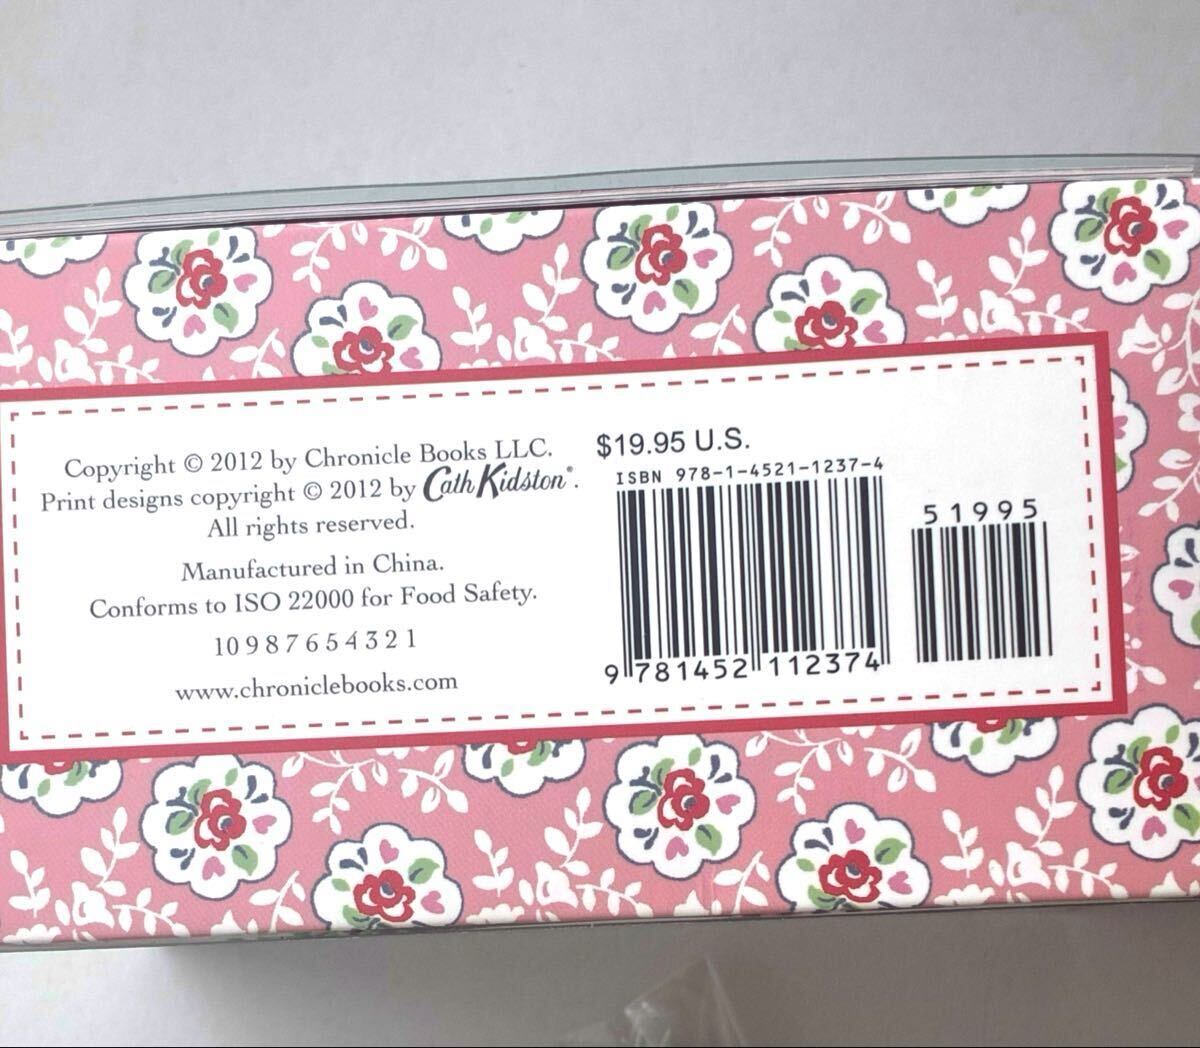 Copyright © 2012 by Chronicle Books LLC.
Print designs copyright © 2012 by Cath Kidston®.
All rights reserved.
Manufactured in China.
Conforms to ISO 22000 for Food Safety.
10 9 8 7 6 5 4 3 2 1
www.chroniclebooks.com
$19.95 U.S.
ISBN 978-1-4521-1237-4
51995
9 781452 112374